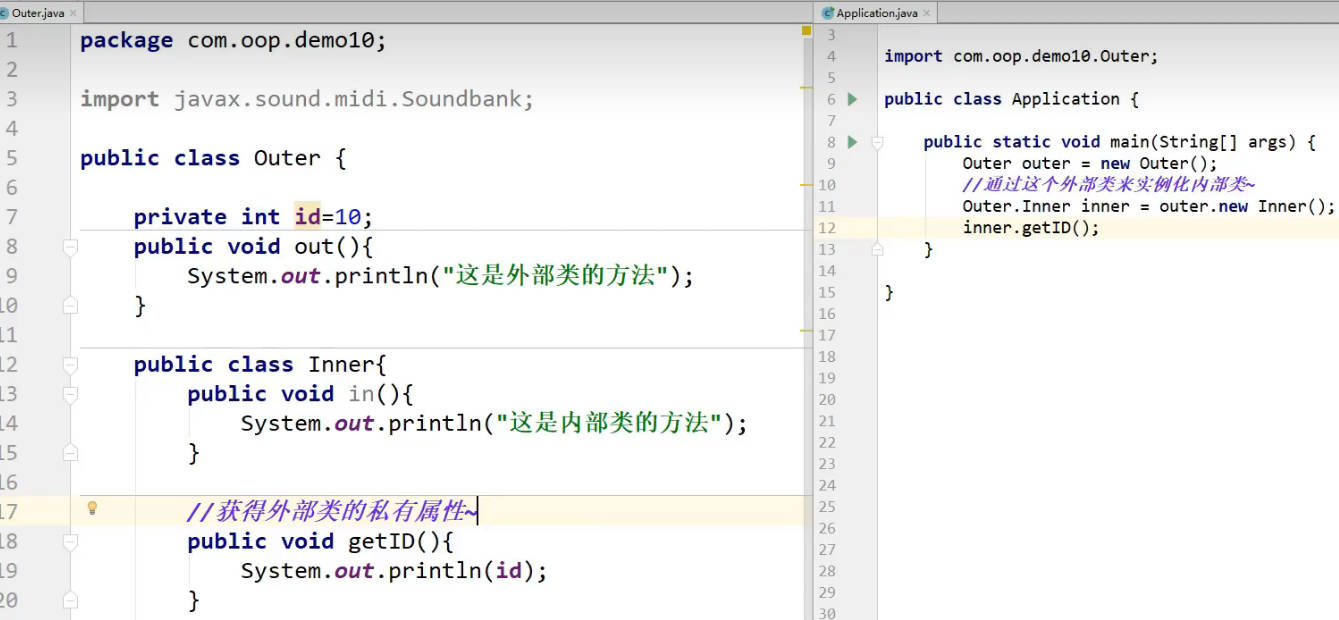 Outer.java
1 package com.oop.demo10;
2
3 import javax.sound.midi.Soundbank;
4
5 public class Outer {
6
7 private int id=10;
8 public void out(){
9 System.out.println("这是外部类的方法");
10 }
11
12 public class Inner{
13 public void in(){
14 System.out.println("这是内部类的方法");
15 }
16
17 //获得外部类的私有属性~
18 public void getID(){
19 System.out.println(id);
20 }
Application.java
3
4 import com.oop.demo10.Outer;
5
6 public class Application {
7
8 public static void main(String[] args) {
9 Outer outer = new Outer();
10 //通过这个外部类来实例化内部类~
11 Outer.Inner inner = outer.new Inner();
12 inner.getID();
13 }
14
15 }
16
17
18
19
20
21
22
23
24
25
26
27
28
29
30